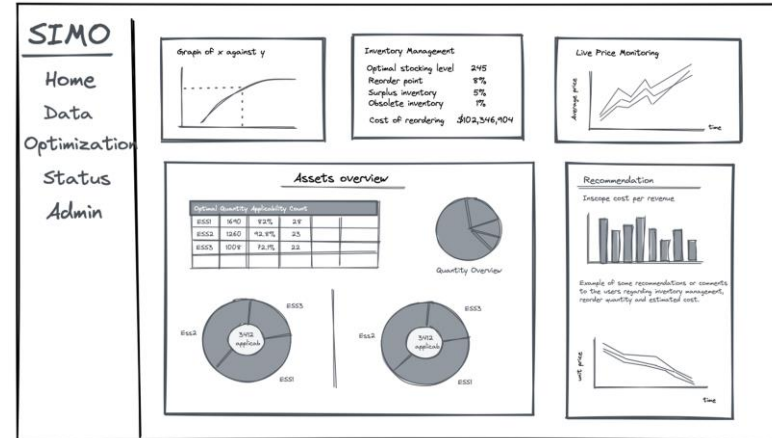 SIMO
Home
Data
Optimization
Status
Admin
Graph of x against y
Inventory Management
Optimal stocking level 245
Reorder point 8%
Surplus inventory 5%
Obsolete inventory 1%
Cost of reordering $102,346,904
Live Price Monitoring
Average price
time
Assets overview
Optimal Quantity Applicability Count
ESS1 1690 82% 28
ESS2 1260 92.8% 23
ESS3 1008 72.1% 22
Quantity Overview
ESS3
Ess2
3412
applicab
ESS1
ESS3
Ess2
3412
applicab
ESS1
Recommendation
Inscope cost per revenue
Example of some recommendations or comments
to the users regarding inventory management,
reorder quantity and estimated cost.
unit price
time